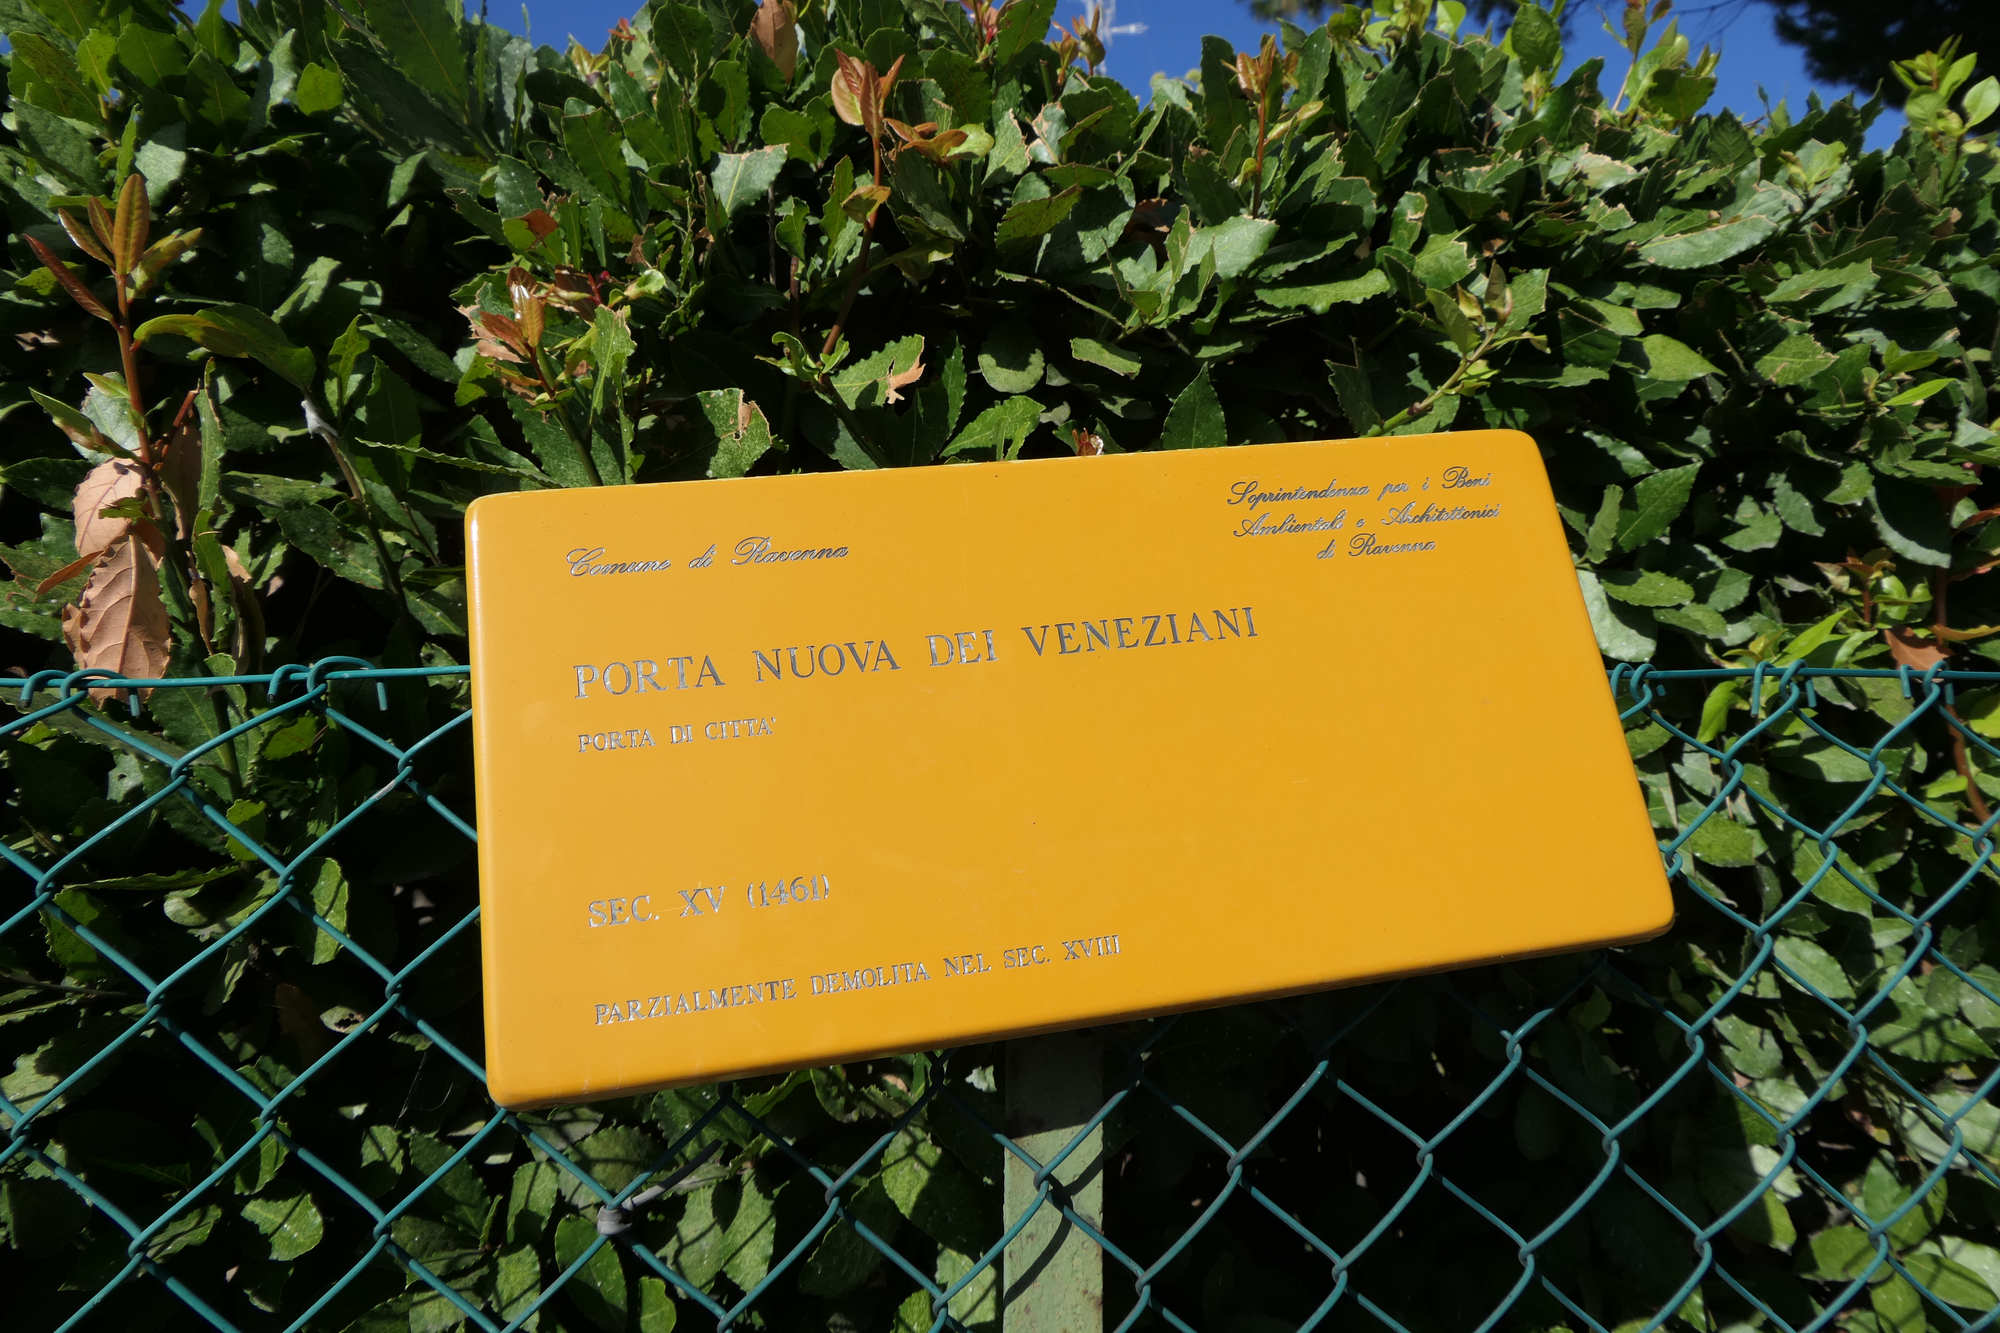 Comune di Ravenna
Soprintendenza per i Beni
Ambientali e Architettonici
di Ravenna
PORTA NUOVA DEI VENEZIANI
PORTA DI CITTA'
SEC. XV (1461)
PARZIALMENTE DEMOLITA NEL SEC. XVIII